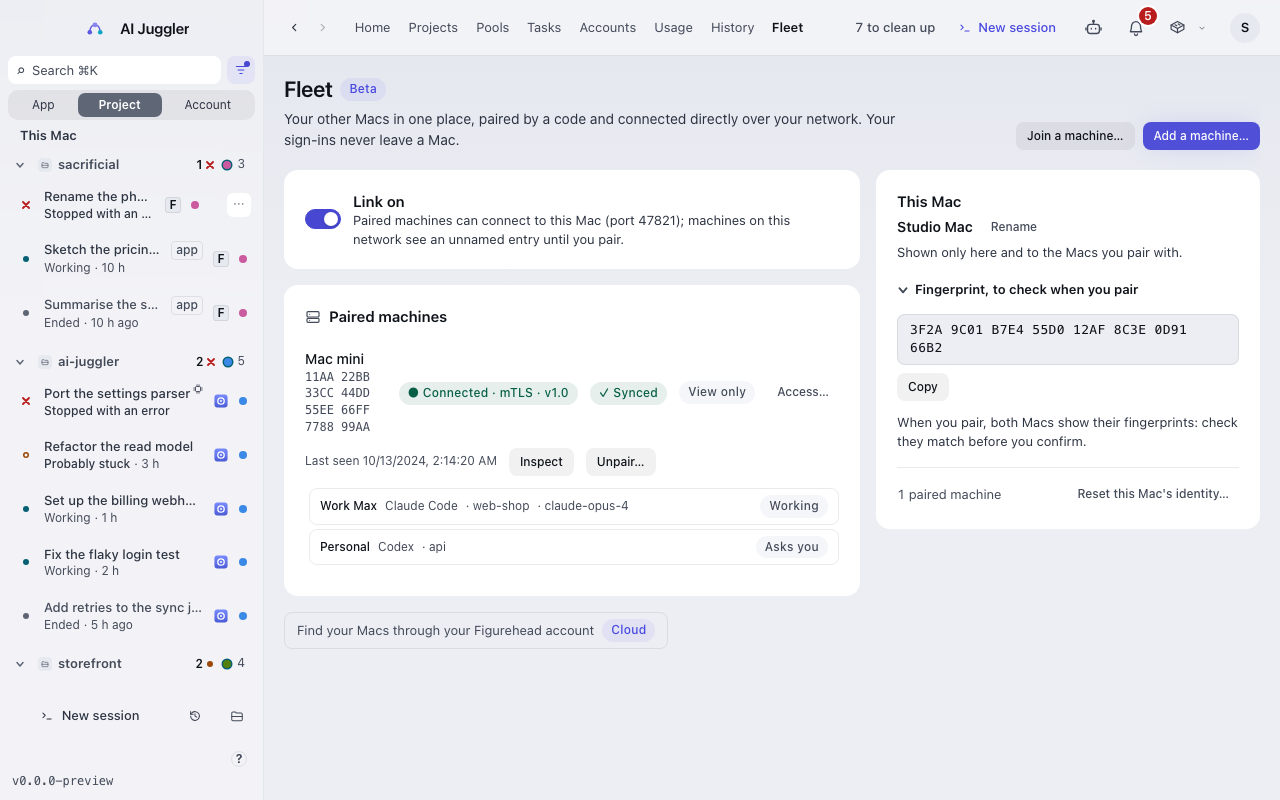 AI Juggler
Search ⌘K
App Project Account
This Mac
sacrificial 1 3
Rename the ph... F
Stopped with an ...
Sketch the pricin... app F
Working · 10 h
Summarise the s... app F
Ended · 10 h ago
ai-juggler 2 5
Port the settings parser
Stopped with an error
Refactor the read model
Probably stuck · 3 h
Set up the billing webh...
Working · 1 h
Fix the flaky login test
Working · 2 h
Add retries to the sync j...
Ended · 5 h ago
storefront 2 4
New session
?
v0.0.0-preview
Home Projects Pools Tasks Accounts Usage History Fleet 7 to clean up New session 5 S
Fleet Beta
Your other Macs in one place, paired by a code and connected directly over your network. Your
sign-ins never leave a Mac.
Join a machine... Add a machine...
Link on
Paired machines can connect to this Mac (port 47821); machines on this
network see an unnamed entry until you pair.
Paired machines
Mac mini
11AA 22BB
33CC 44DD
55EE 66FF
7788 99AA
Connected · mTLS · v1.0 ✓ Synced View only Access...
Last seen 10/13/2024, 2:14:20 AM Inspect Unpair...
Work Max Claude Code · web-shop · claude-opus-4 Working
Personal Codex · api Asks you
Find your Macs through your Figurehead account Cloud
This Mac
Studio Mac Rename
Shown only here and to the Macs you pair with.
Fingerprint, to check when you pair
3F2A 9C01 B7E4 55D0 12AF 8C3E 0D91
66B2
Copy
When you pair, both Macs show their fingerprints: check
they match before you confirm.
1 paired machine Reset this Mac's identity...